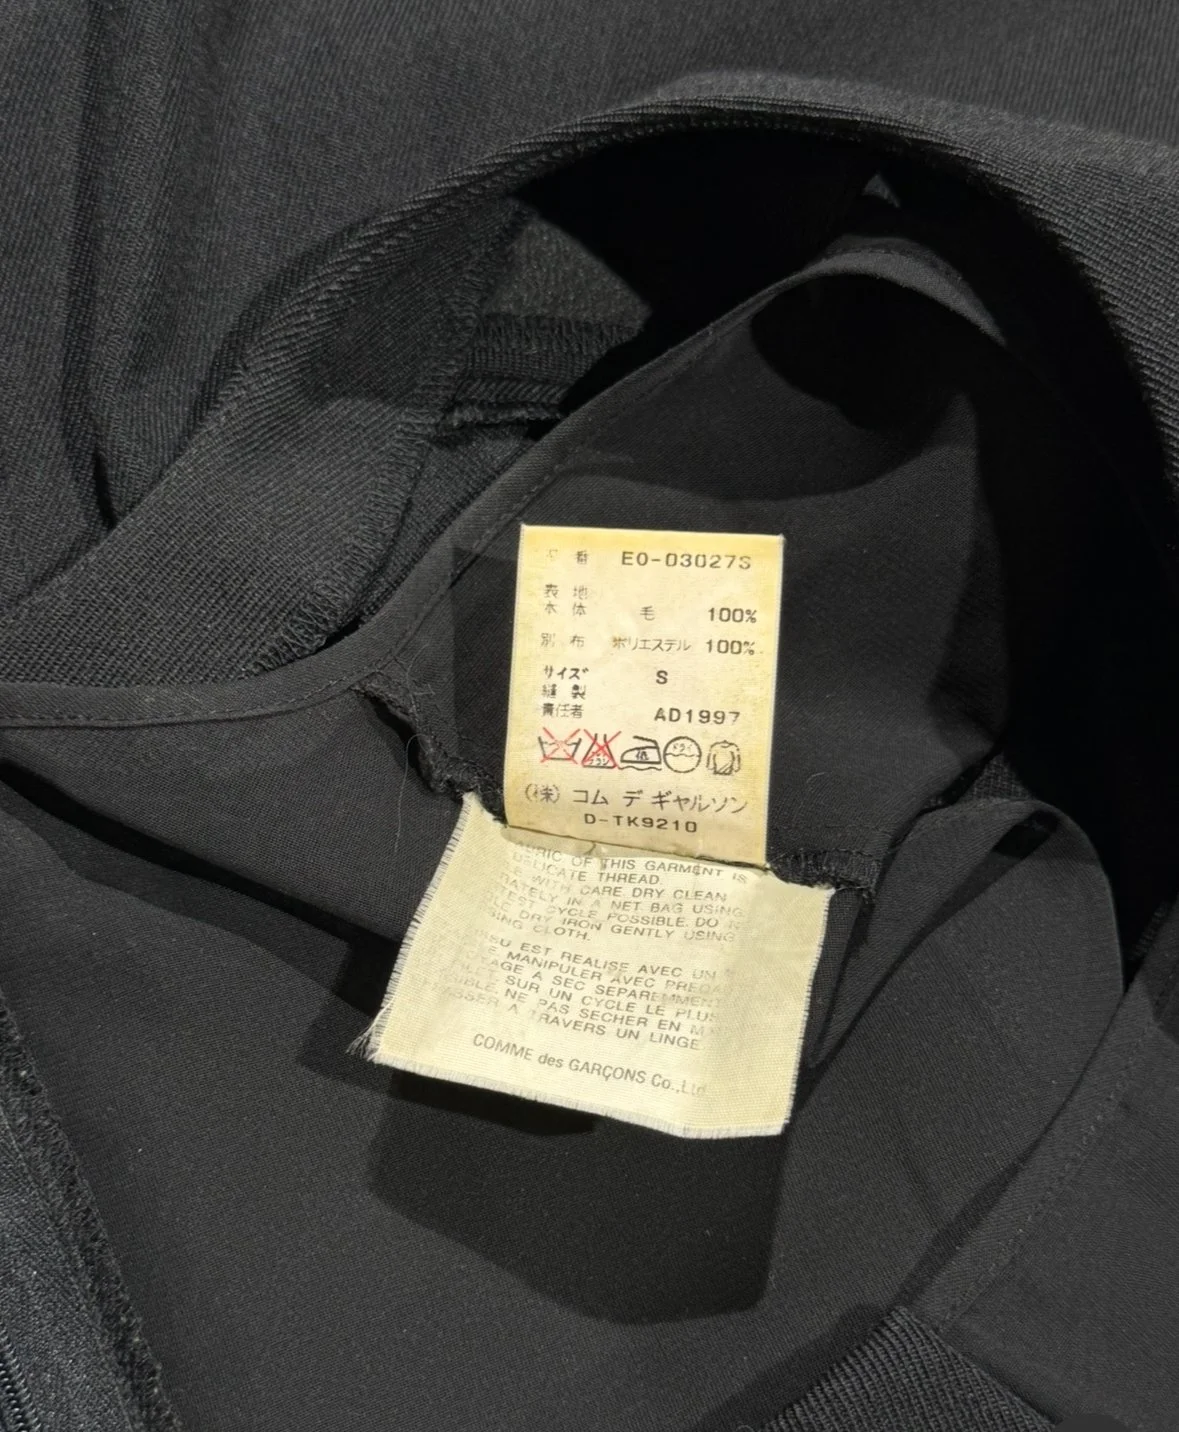 品番 E0-03027S
表地
本体 毛 100%
別布 ポリエステル 100%
サイズ S
縫製
責任者 AD1997
ドライ
(株) コム デ ギャルソン
D-TK9210
OF THIS GARMENT IS
DELICATE THREAD.
WITH CARE DRY CLEAN
IN A NET BAG USING
CYCLE POSSIBLE. DO
DRY IRON GENTLY USING
CLOTH.
EST REALISE AVEC UN
MANIPULER AVEC
A SEC SEPAREMMENT
SUR UN CYCLE LE PLUS
NE PAS SECHER EN
A TRAVERS UN LINGE
COMME des GARÇONS Co.,Ltd.